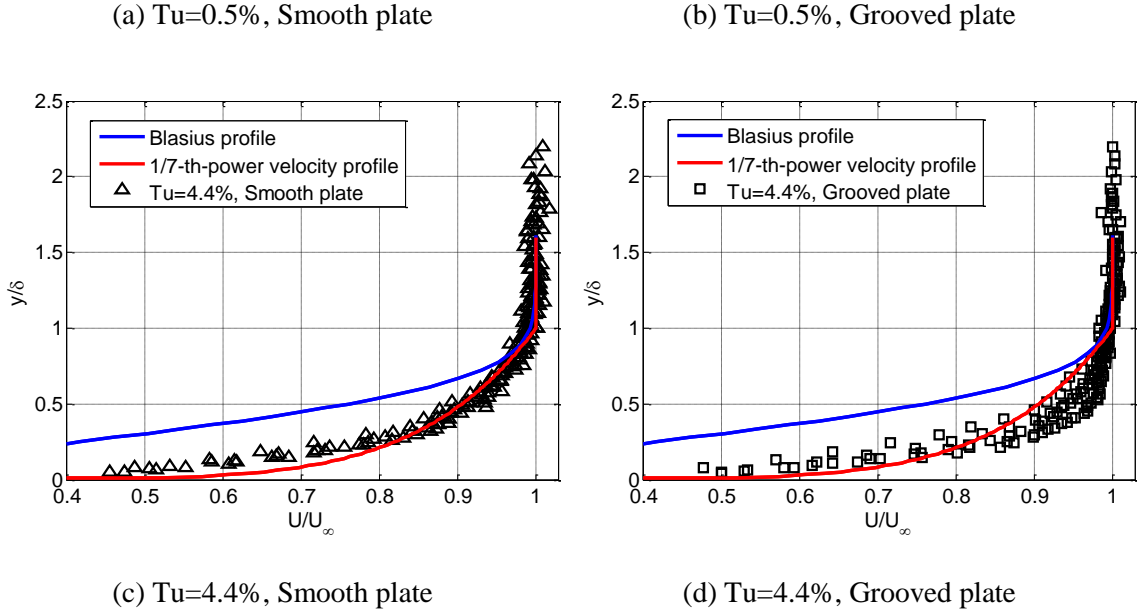 (a) Tu=0.5%, Smooth plate
(b) Tu=0.5%, Grooved plate
2.5
2
1.5
1
0.5
0
y/δ
Blasius profile
1/7-th-power velocity profile
Tu=4.4%, Smooth plate
0.4 0.5 0.6 0.7 0.8 0.9 1
U/U∞
2.5
2
1.5
1
0.5
0
y/δ
Blasius profile
1/7-th-power velocity profile
Tu=4.4%, Grooved plate
0.4 0.5 0.6 0.7 0.8 0.9 1
U/U∞
(c) Tu=4.4%, Smooth plate
(d) Tu=4.4%, Grooved plate